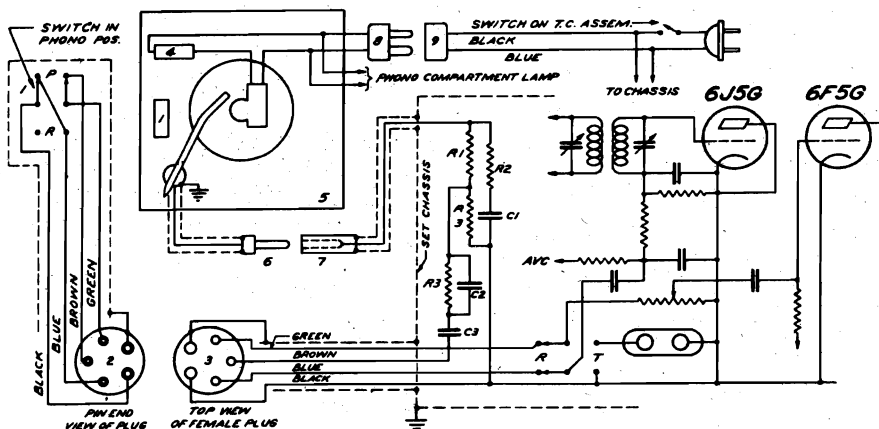 SWITCH IN
PHONO POS.
P
R
BLACK
BLUE
BROWN
GREEN
2
PIN END
VIEW OF PLUG
4
1
5
8
9
SWITCH ON T.C. ASSEM.
BLACK
BLUE
PHONO COMPARTMENT LAMP
TO CHASSIS
6J5G
6F5G
6
7
SET CHASSIS
R1
R2
R
3
C1
R3
C2
C3
AVC
3
GREEN
BROWN
BLUE
BLACK
TOP VIEW
OF FEMALE PLUG
R
T